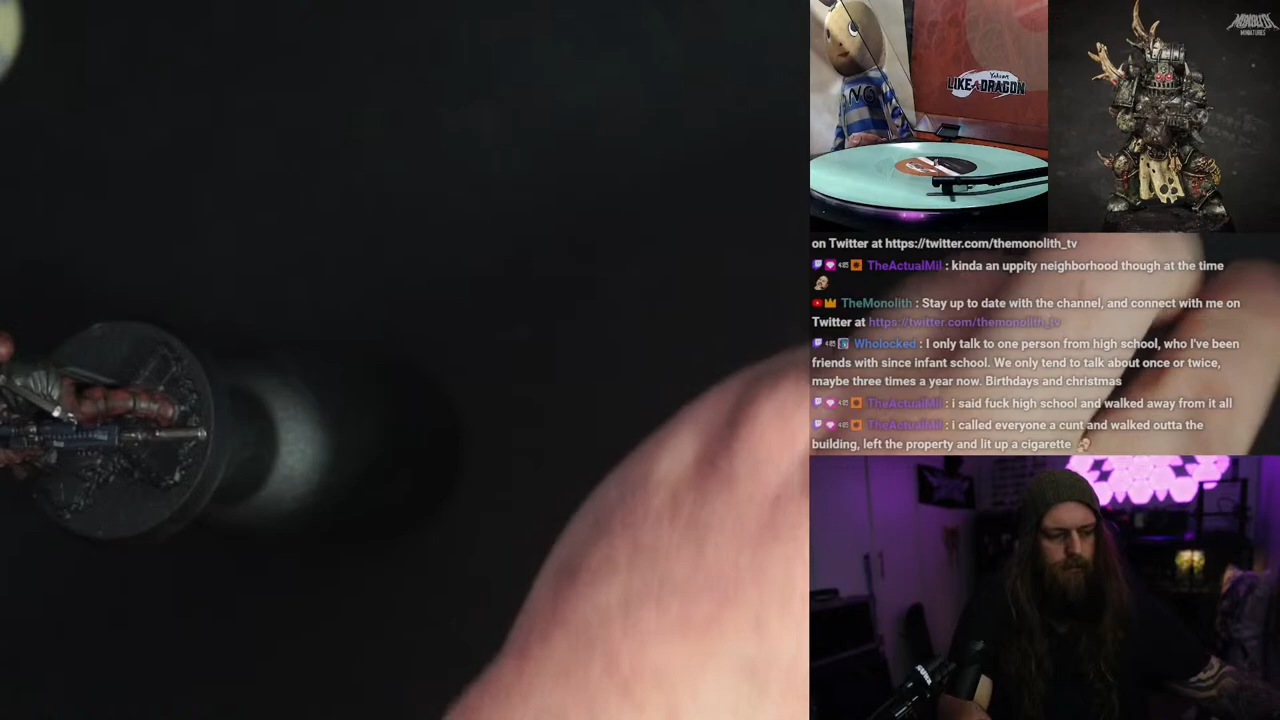 MONOLITH
MINIATURES
Yakuza
LIKE A DRAGON
on Twitter at https://twitter.com/themonolith_tv
TheActualMil : kinda an uppity neighborhood though at the time
TheMonolith : Stay up to date with the channel, and connect with me on
Twitter at https://twitter.com/themonolith_tv
485 Wholocked : I only talk to one person from high school, who I've been
friends with since infant school. We only tend to talk about once or twice,
maybe three times a year now. Birthdays and christmas
TheActualMil : i said fuck high school and walked away from it all
TheActualMil : i called everyone a cunt and walked outta the
building, left the property and lit up a cigarette